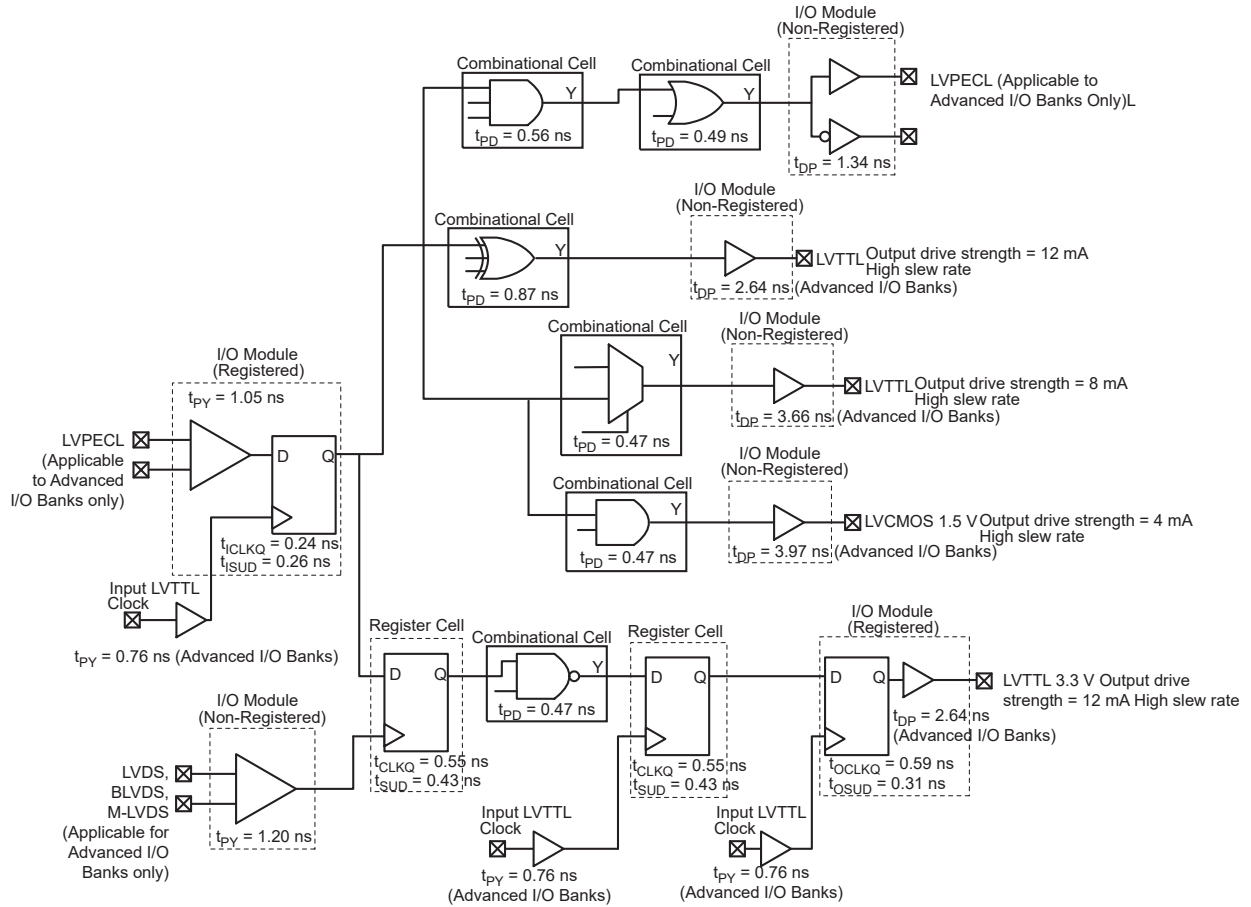 I/O Module
(Non-Registered)
Combinational Cell
Y
tPD = 0.56 ns
Combinational Cell
Y
tPD = 0.49 ns
tDP = 1.34 ns
LVPECL (Applicable to
Advanced I/O Banks Only)L
I/O Module
(Non-Registered)
Combinational Cell
Y
tPD = 0.87 ns
tDP = 2.64 ns (Advanced I/O Banks)
LVTTL Output drive strength = 12 mA
High slew rate
I/O Module
(Non-Registered)
Combinational Cell
Y
tPD = 0.47 ns
tDP = 3.66 ns (Advanced I/O Banks)
LVTTL Output drive strength = 8 mA
High slew rate
I/O Module
(Registered)
tPY = 1.05 ns
LVPECL
(Applicable
to Advanced
I/O Banks only)
D
Q
tICLKQ = 0.24 ns
tISUD = 0.26 ns
Input LVTTL
Clock
tPY = 0.76 ns (Advanced I/O Banks)
I/O Module
(Non-Registered)
Combinational Cell
Y
tPD = 0.47 ns
tDP = 3.97 ns (Advanced I/O Banks)
LVCMOS 1.5 V Output drive strength = 4 mA
High slew rate
I/O Module
(Non-Registered)
LVDS,
BLVDS,
M-LVDS
(Applicable for
Advanced I/O
Banks only)
tPY = 1.20 ns
Register Cell
D
Q
tCLKQ = 0.55 ns
tSUD = 0.43 ns
Combinational Cell
Y
tPD = 0.47 ns
Register Cell
D
Q
tCLKQ = 0.55 ns
tSUD = 0.43 ns
I/O Module
(Registered)
D
Q
tDP = 2.64 ns
(Advanced I/O Banks)
tOCLKQ = 0.59 ns
tOSUD = 0.31 ns
LVTTL 3.3 V Output drive
strength = 12 mA High slew rate
Input LVTTL
Clock
tPY = 0.76 ns
(Advanced I/O Banks)
Input LVTTL
Clock
tPY = 0.76 ns
(Advanced I/O Banks)